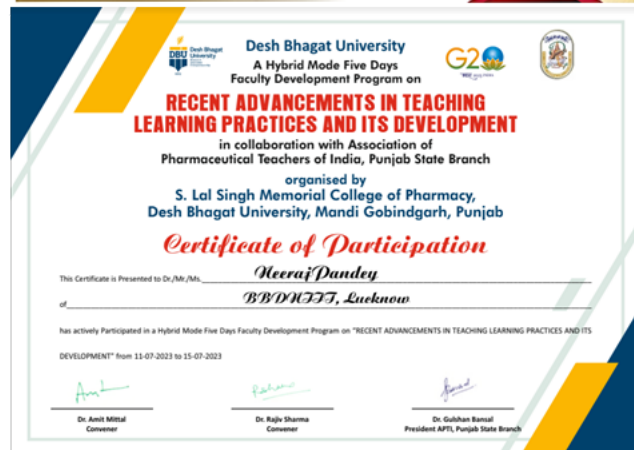 DBU
Desh Bhagat
University
Desh Bhagat University
A Hybrid Mode Five Days
Faculty Development Program on
G20
RECENT ADVANCEMENTS IN TEACHING
LEARNING PRACTICES AND ITS DEVELOPMENT
in collaboration with Association of
Pharmaceutical Teachers of India, Punjab State Branch
organised by
S. Lal Singh Memorial College of Pharmacy,
Desh Bhagat University, Mandi Gobindgarh, Punjab
Certificate of Participation
This Certificate is Presented to Dr./Mr./Ms. Neeraj Pandey
of BBDNIIT, Lucknow
has actively Participated in a Hybrid Mode Five Days Faculty Development Program on "RECENT ADVANCEMENTS IN TEACHING LEARNING PRACTICES AND ITS
DEVELOPMENT" from 11-07-2023 to 15-07-2023
Dr. Amit Mittal
Convener
Dr. Rajiv Sharma
Convener
Dr. Gulshan Bansal
President APTI, Punjab State Branch